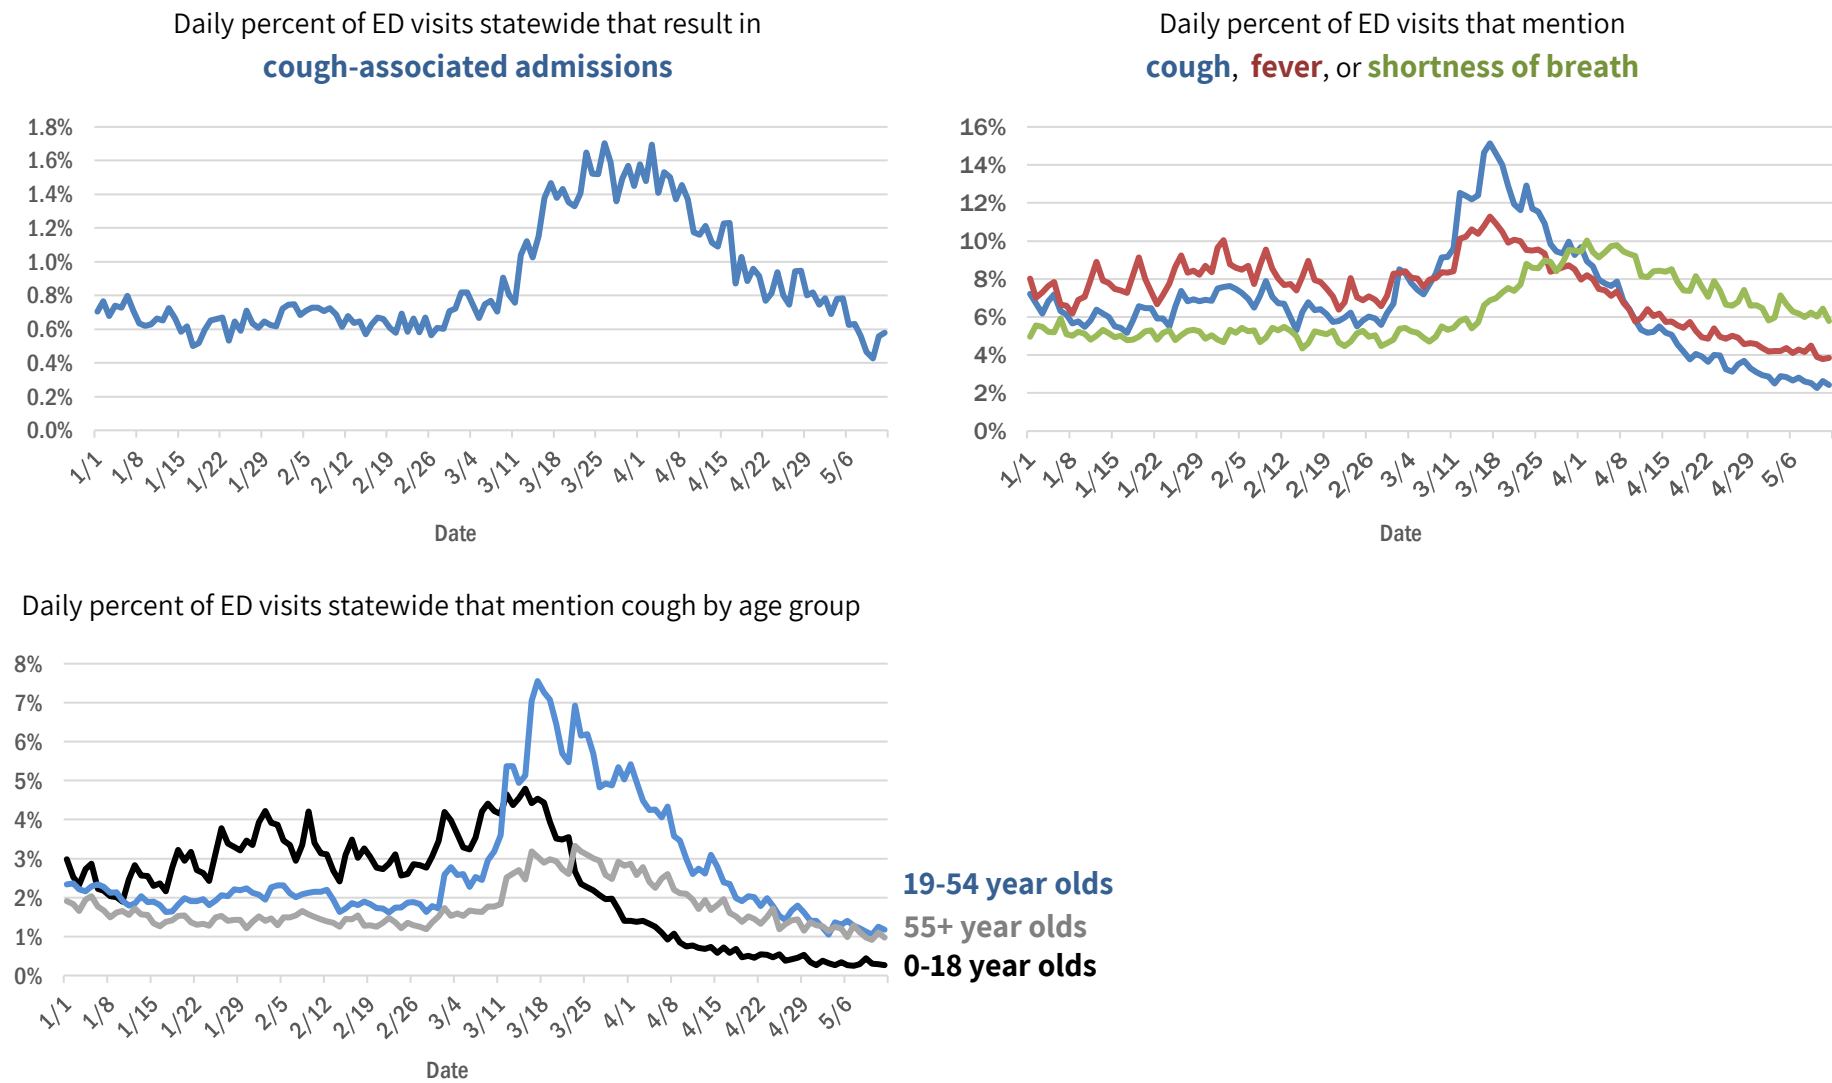 Daily percent of ED visits statewide that result in
cough-associated admissions
1.8%
1.6%
1.4%
1.2%
1.0%
0.8%
0.6%
0.4%
0.2%
0.0%
1/1 1/8 1/15 1/22 1/29 2/5 2/12 2/19 2/26 3/4 3/11 3/18 3/25 4/1 4/8 4/15 4/22 4/29 5/6
Date
Daily percent of ED visits that mention
cough, fever, or shortness of breath
16%
14%
12%
10%
8%
6%
4%
2%
0%
1/1 1/8 1/15 1/22 1/29 2/5 2/12 2/19 2/26 3/4 3/11 3/18 3/25 4/1 4/8 4/15 4/22 4/29 5/6
Date
Daily percent of ED visits statewide that mention cough by age group
8%
7%
6%
5%
4%
3%
2%
1%
0%
1/1 1/8 1/15 1/22 1/29 2/5 2/12 2/19 2/26 3/4 3/11 3/18 3/25 4/1 4/8 4/15 4/22 4/29 5/6
Date
19-54 year olds
55+ year olds
0-18 year olds